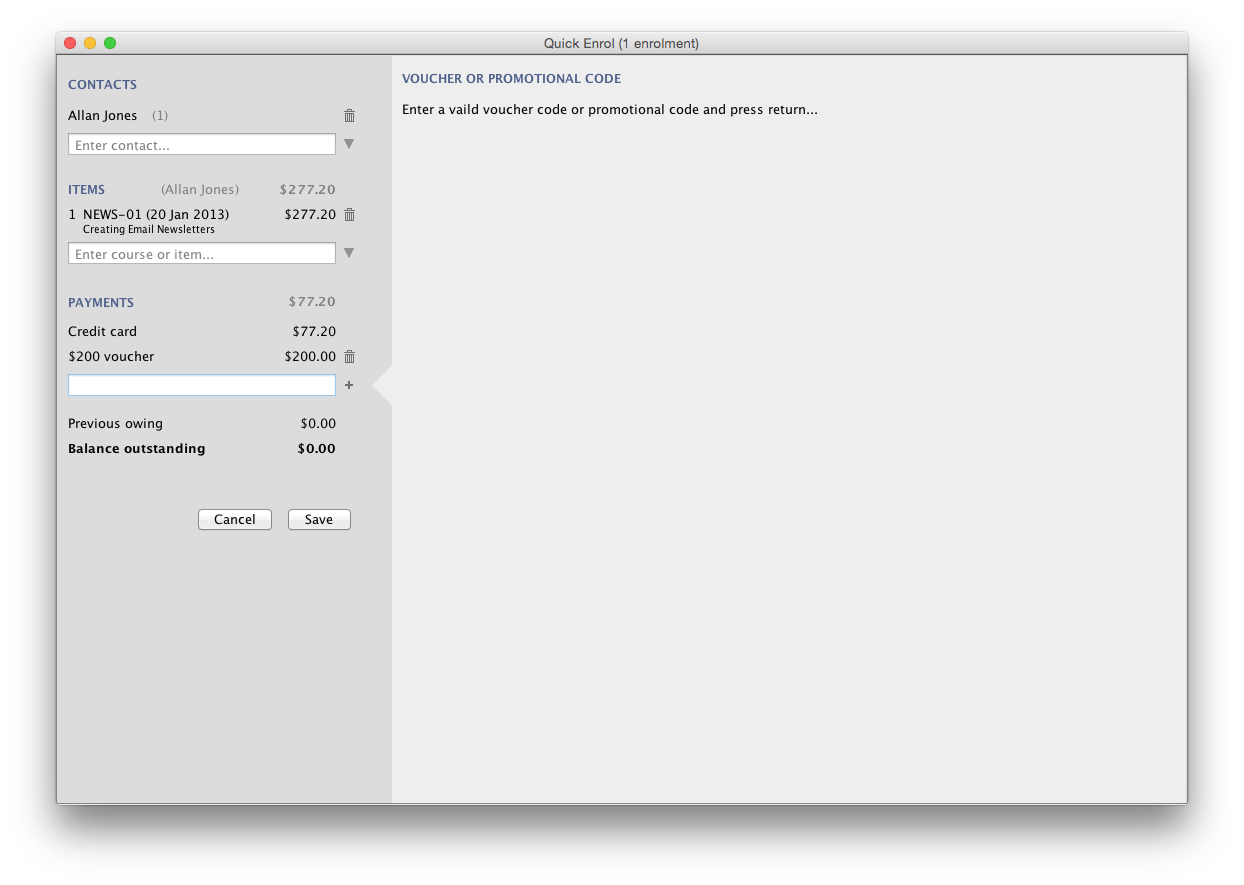 Quick Enrol (1 enrolment)
CONTACTS
Allan Jones (1)
Enter contact...
ITEMS (Allan Jones) $277.20
1 NEWS-01 (20 Jan 2013) $277.20
Creating Email Newsletters
Enter course or item...
PAYMENTS $77.20
Credit card $77.20
$200 voucher $200.00
+
Previous owing $0.00
Balance outstanding $0.00
Cancel Save
VOUCHER OR PROMOTIONAL CODE
Enter a vaild voucher code or promotional code and press return...